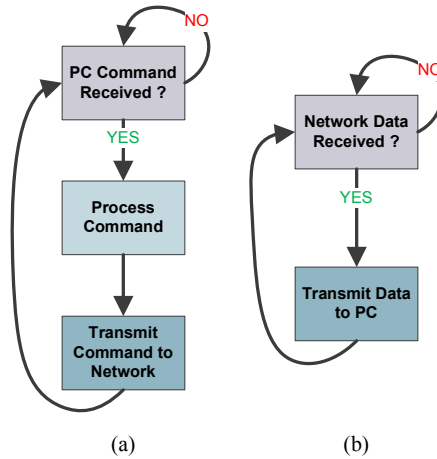 NO
PC Command
Received ?
YES
Process
Command
Transmit
Command to
Network
(a)
NO
Network Data
Received ?
YES
Transmit Data
to PC
(b)